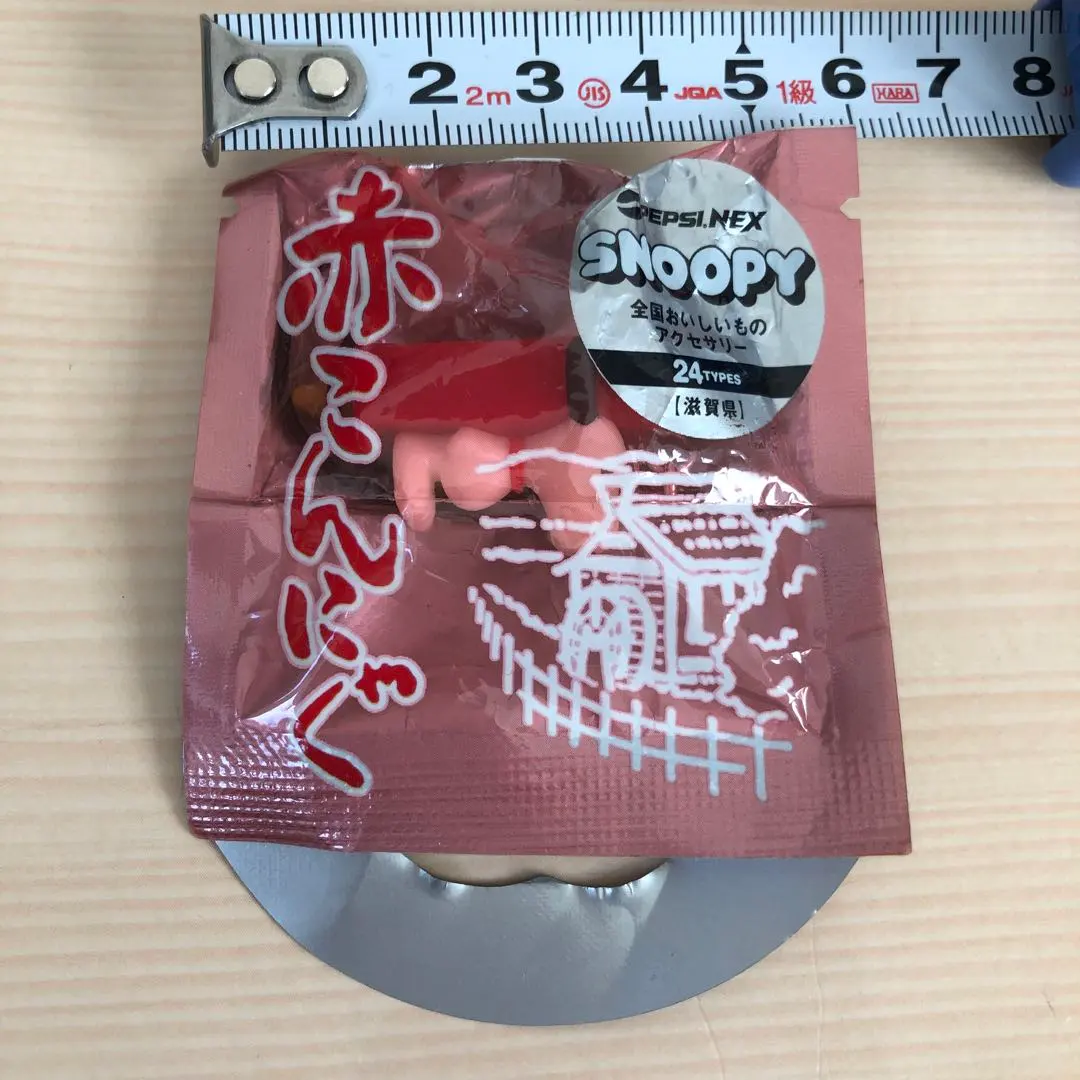 2 2m 3 JIS 4 JQA 5 1級 6 HARA 7 8
赤こんにゃく
PEPSI NEX
SNOOPY
全国おいしいもの
アクセサリー
24TYPES
【滋賀県】